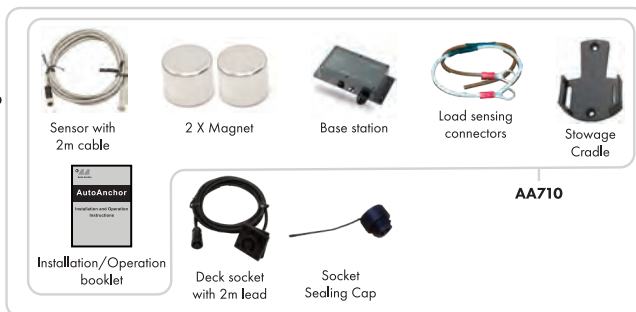 Sensor with
2m cable
2 X Magnet
Base station
Load sensing
connectors
Stowage
Cradle
AA710
AutoAnchor
Installation and Operation
Instructions
Installation/Operation
booklet
Deck socket
with 2m lead
Socket
Sealing Cap